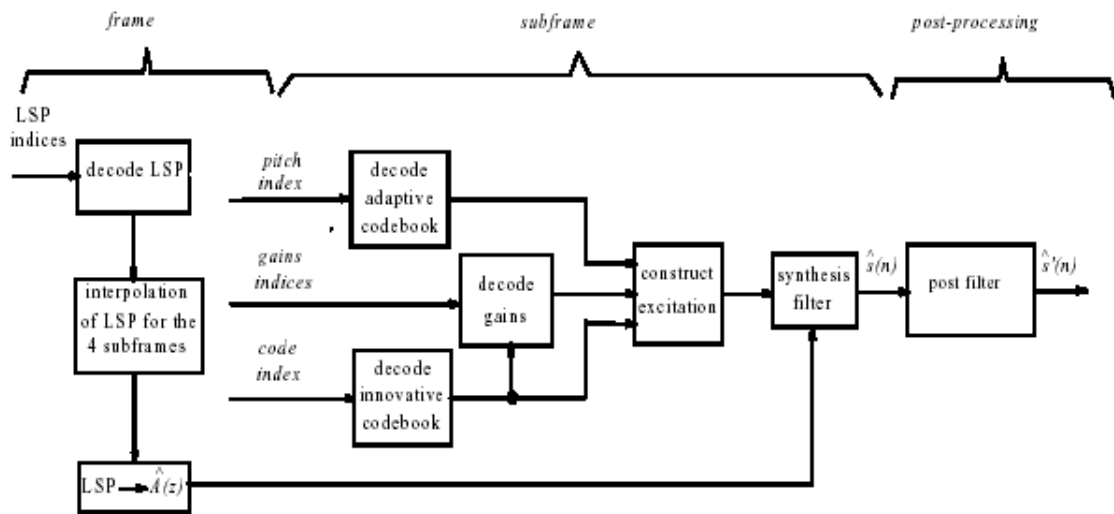 frame
subframe
post-processing
LSP
indices
decode LSP
interpolation
of LSP for the
4 subframes
LSP → Â(z)
pitch
index
decode
adaptive
codebook
gains
indices
decode
gains
code
index
decode
innovative
codebook
construct
excitation
synthesis
filter
ŝ(n)
post filter
ŝ'(n)